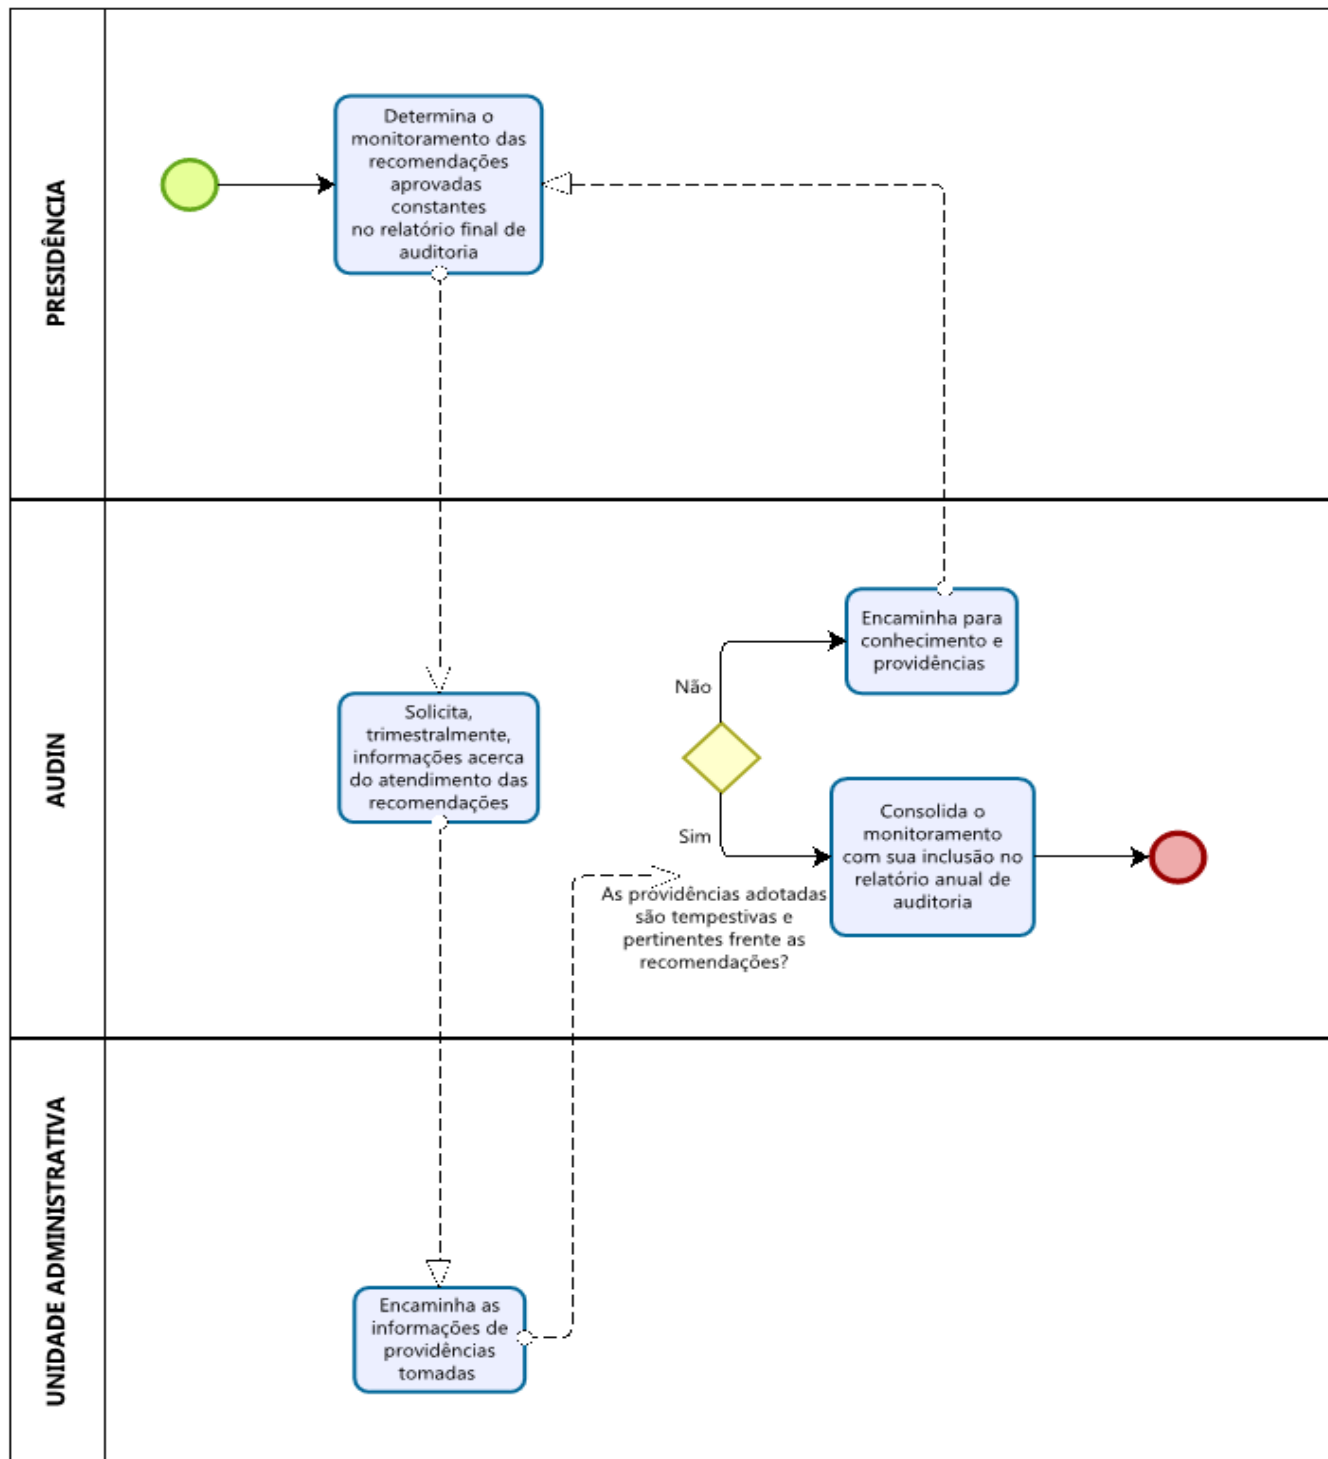 PRESIDÊNCIA
Determina o
monitoramento das
recomendações
aprovadas
constantes
no relatório final de
auditoria
AUDIN
Solicita,
trimestralmente,
informações acerca
do atendimento das
recomendações
Não
Encaminha para
conhecimento e
providências
Sim
As providências adotadas
são tempestivas e
pertinentes frente as
recomendações?
Consolida o
monitoramento
com sua inclusão no
relatório anual de
auditoria
UNIDADE ADMINISTRATIVA
Encaminha as
informações de
providências
tomadas